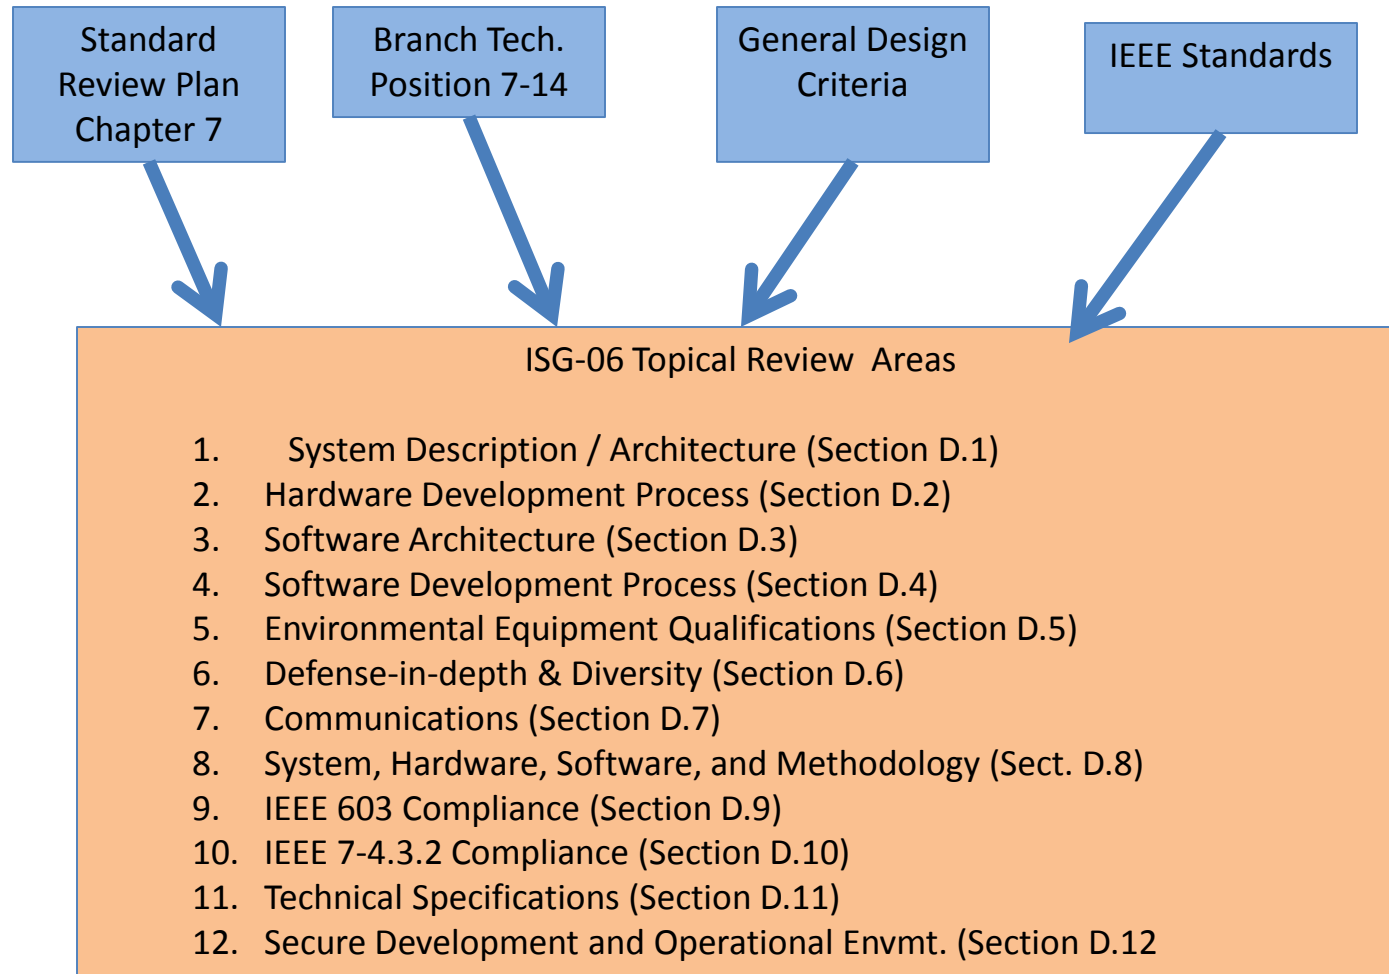 Standard
Review Plan
Chapter 7
Branch Tech.
Position 7-14
General Design
Criteria
IEEE Standards
ISG-06 Topical Review  Areas
1. System Description / Architecture (Section D.1)
2. Hardware Development Process (Section D.2)
3. Software Architecture (Section D.3)
4. Software Development Process (Section D.4)
5. Environmental Equipment Qualifications (Section D.5)
6. Defense-in-depth & Diversity (Section D.6)
7. Communications (Section D.7)
8. System, Hardware, Software, and Methodology (Sect. D.8)
9. IEEE 603 Compliance (Section D.9)
10. IEEE 7-4.3.2 Compliance (Section D.10)
11. Technical Specifications (Section D.11)
12. Secure Development and Operational Envmt. (Section D.12